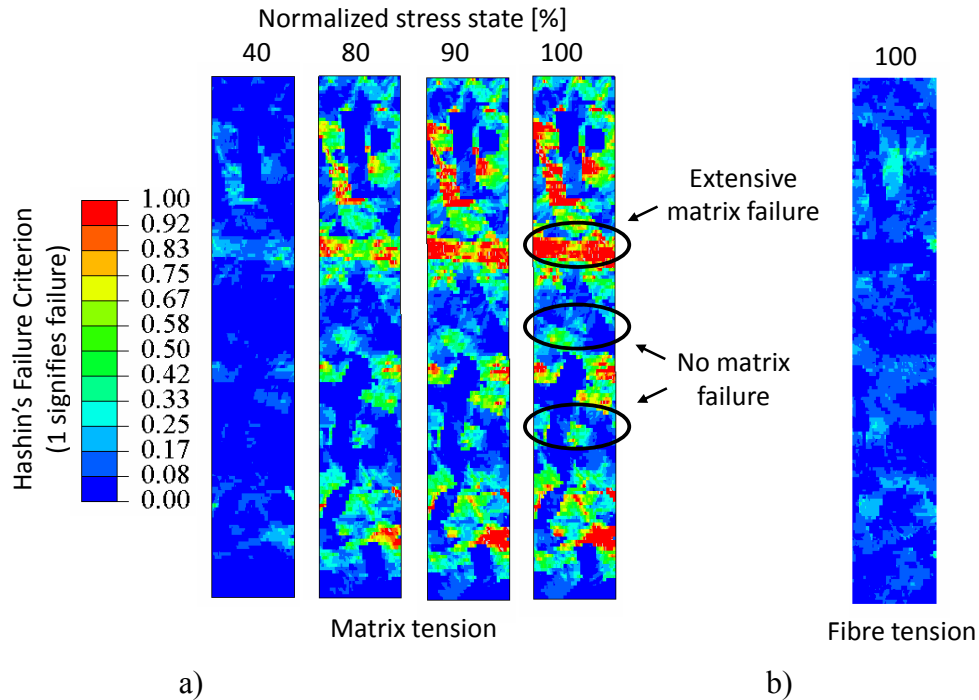 Normalized stress state [%]
40
80
90
100
100
Hashin's Failure Criterion
(1 signifies failure)
1.00
0.92
0.83
0.75
0.67
0.58
0.50
0.42
0.33
0.25
0.17
0.08
0.00
Extensive
matrix failure
No matrix
failure
Matrix tension
Fibre tension
a)
b)